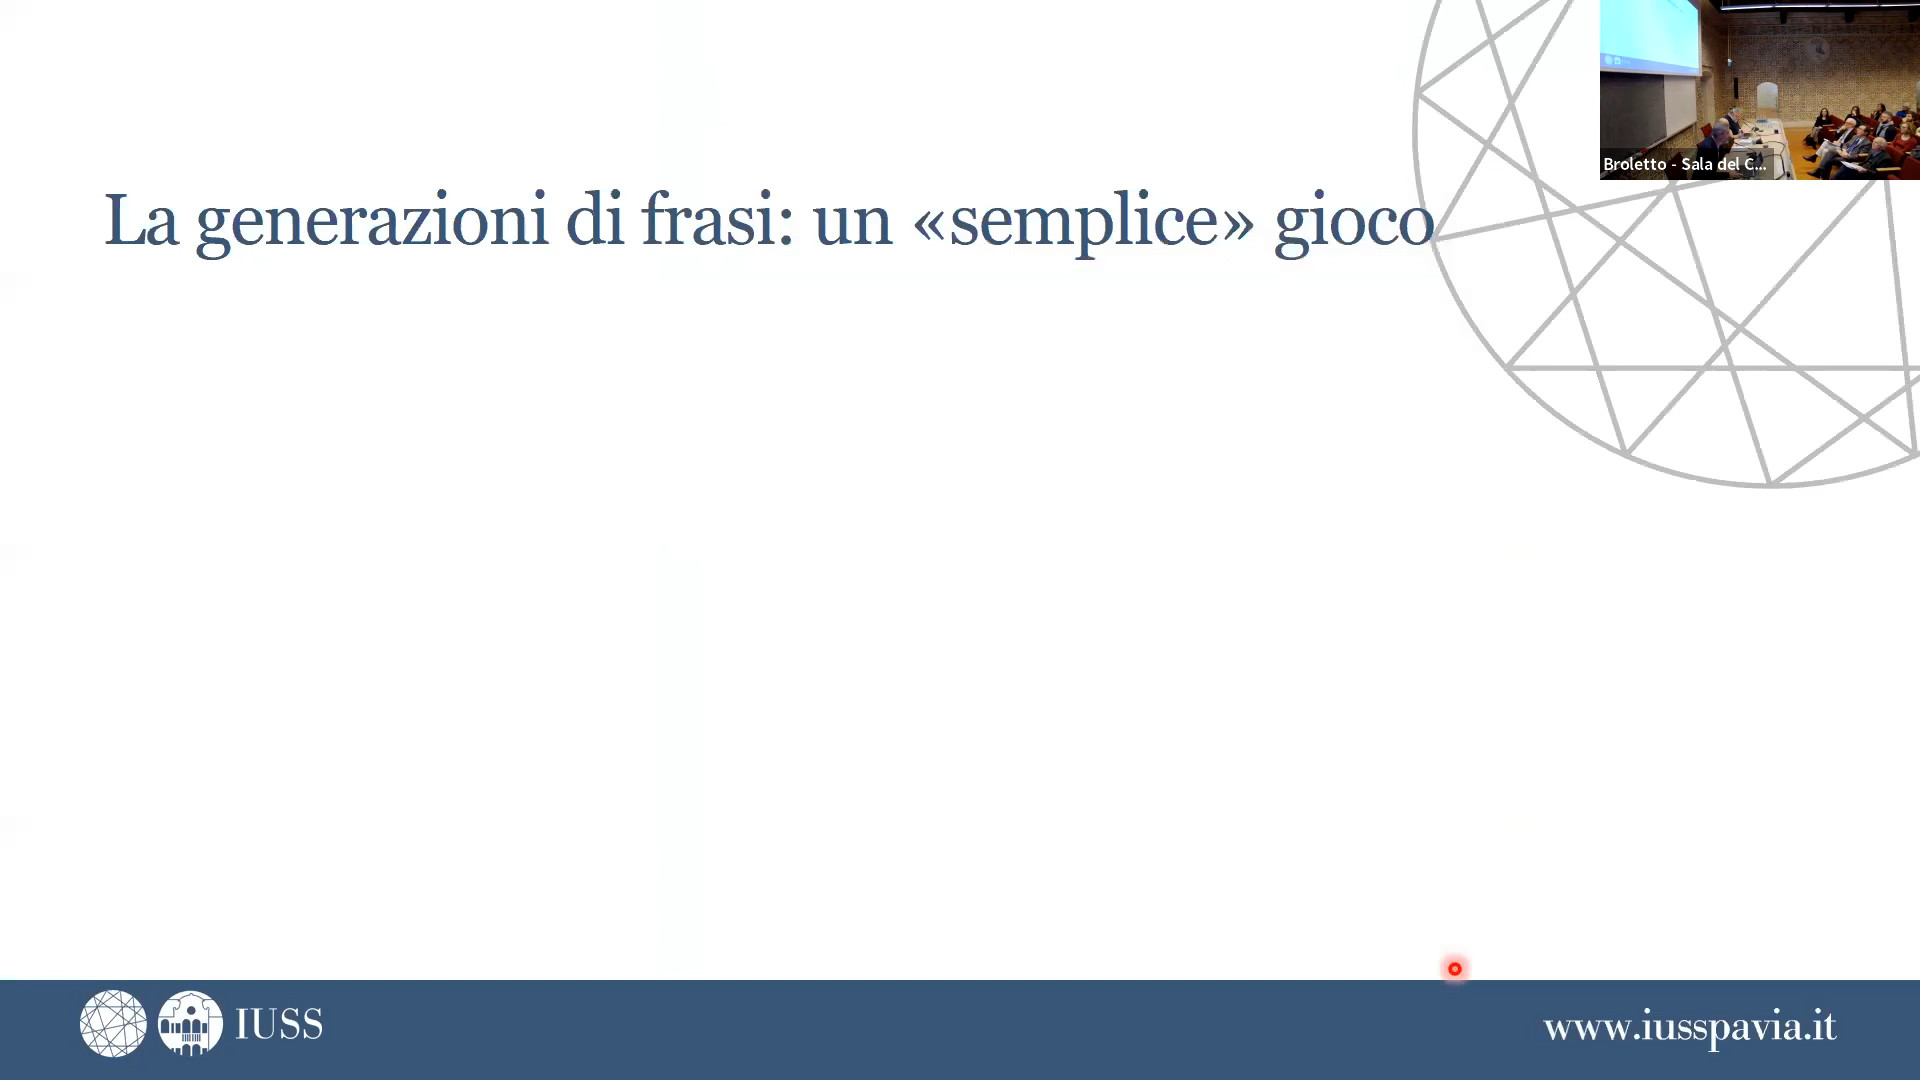 Broletto - Sala del C...
La generazioni di frasi: un «semplice» gioco
IUSS
www.iusspavia.it